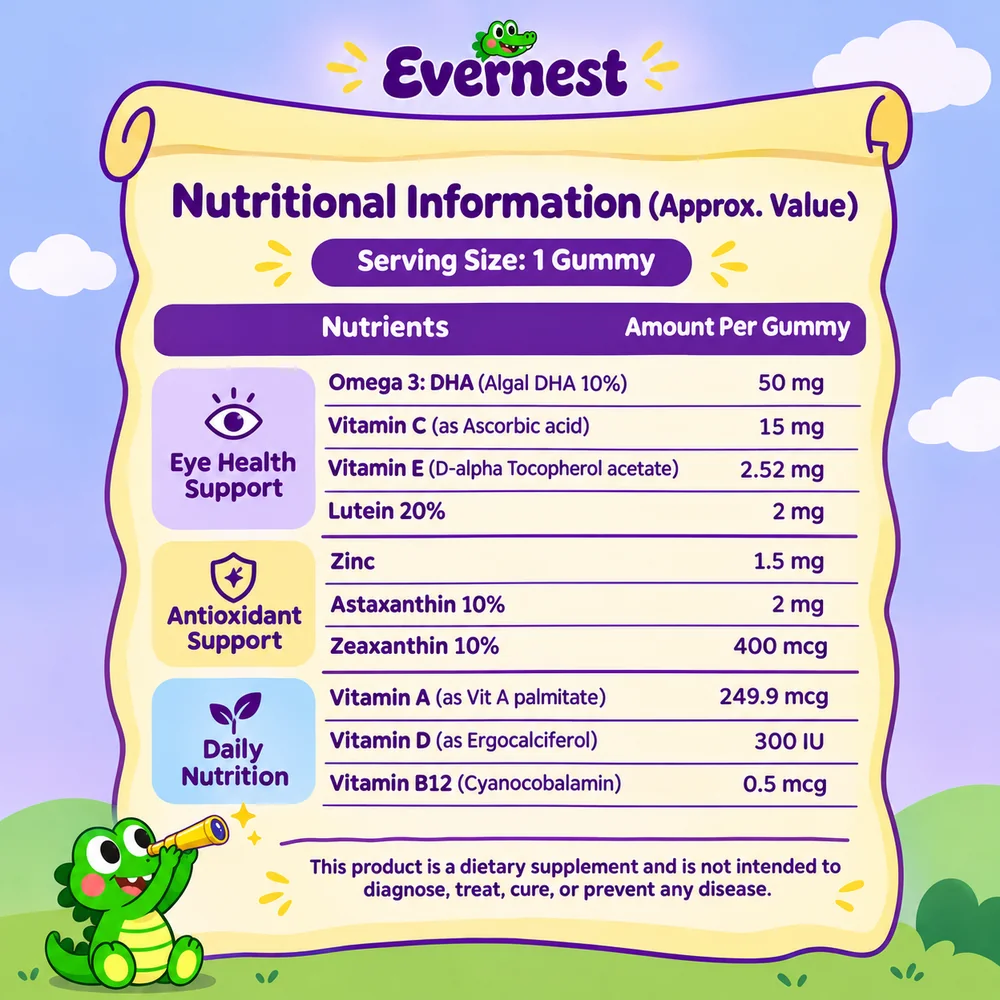 Evernest
Nutritional Information (Approx. Value)
Serving Size: 1 Gummy
Nutrients Amount Per Gummy
Eye Health
Support
Omega 3: DHA (Algal DHA 10%) 50 mg
Vitamin C (as Ascorbic acid) 15 mg
Vitamin E (D-alpha Tocopherol acetate) 2.52 mg
Lutein 20% 2 mg
Antioxidant
Support
Zinc 1.5 mg
Astaxanthin 10% 2 mg
Zeaxanthin 10% 400 mcg
Daily
Nutrition
Vitamin A (as Vit A palmitate) 249.9 mcg
Vitamin D (as Ergocalciferol) 300 IU
Vitamin B12 (Cyanocobalamin) 0.5 mcg
This product is a dietary supplement and is not intended to
diagnose, treat, cure, or prevent any disease.